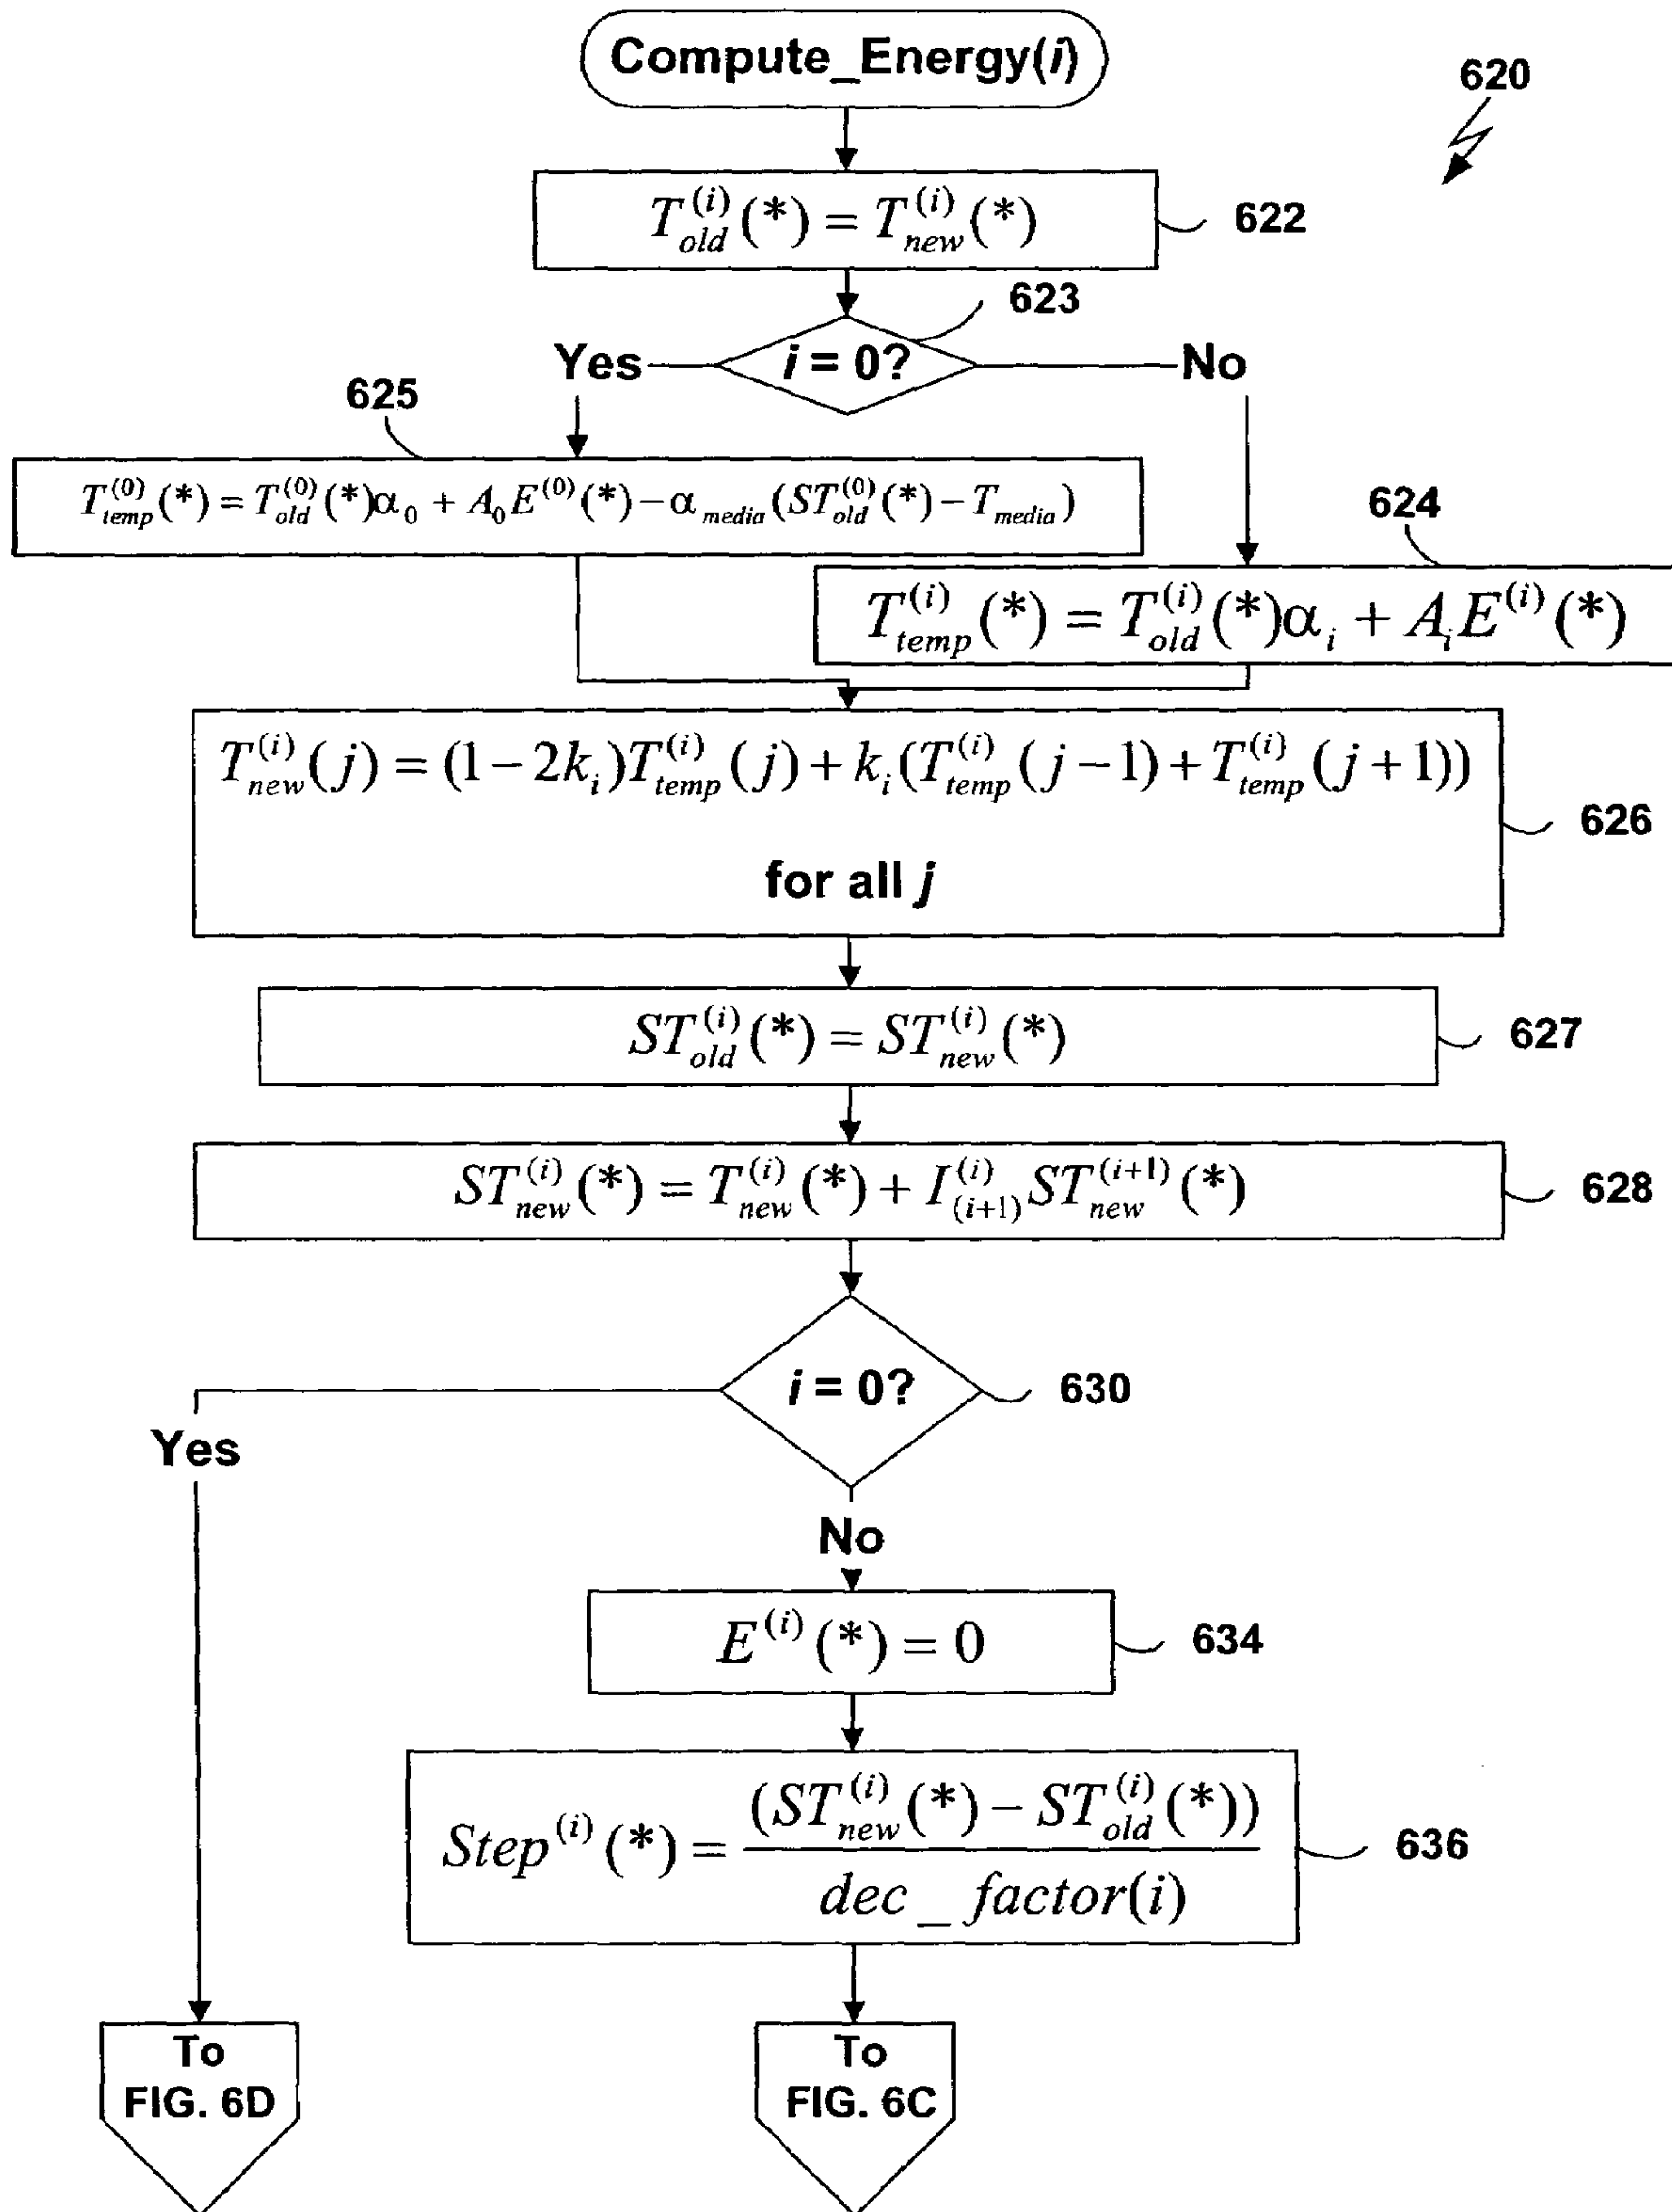 Compute_Energy(i)
620
T_old^(i)(*) = T_new^(i)(*)
622
623
Yes
i = 0?
No
625
T_temp^(0)(*) = T_old^(0)(*)α_0 + A_0E^(0)(*) − α_media(ST_old^(0)(*) − T_media)
624
T_temp^(i)(*) = T_old^(i)(*)α_i + A_iE^(i)(*)
T_new^(i)(j) = (1 − 2k_i)T_temp^(i)(j) + k_i(T_temp^(i)(j − 1) + T_temp^(i)(j + 1))
626
for all j
ST_old^(i)(*) = ST_new^(i)(*)
627
ST_new^(i)(*) = T_new^(i)(*) + I_(i+1)^(i)ST_new^(i+1)(*)
628
i = 0?
630
Yes
No
E^(i)(*) = 0
634
Step^(i)(*) = (ST_new^(i)(*) − ST_old^(i)(*))
dec_factor(i)
636
To
FIG. 6D
To
FIG. 6C